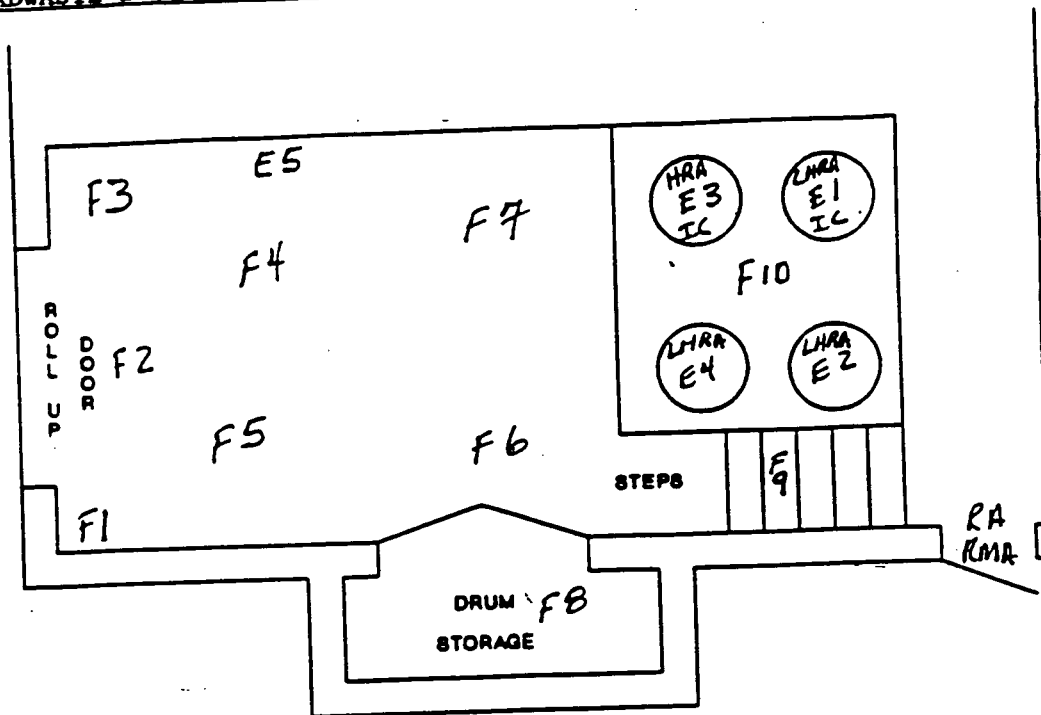 E5
F3
F7
F4
HRA
E3
IC
LHRA
E1
IC
F10
ROLL UP
DOOR
F2
LHRA
E4
LHRA
E2
F5
F6
STEPS
F9
F1
RA
RMA
DRUM F8
STORAGE